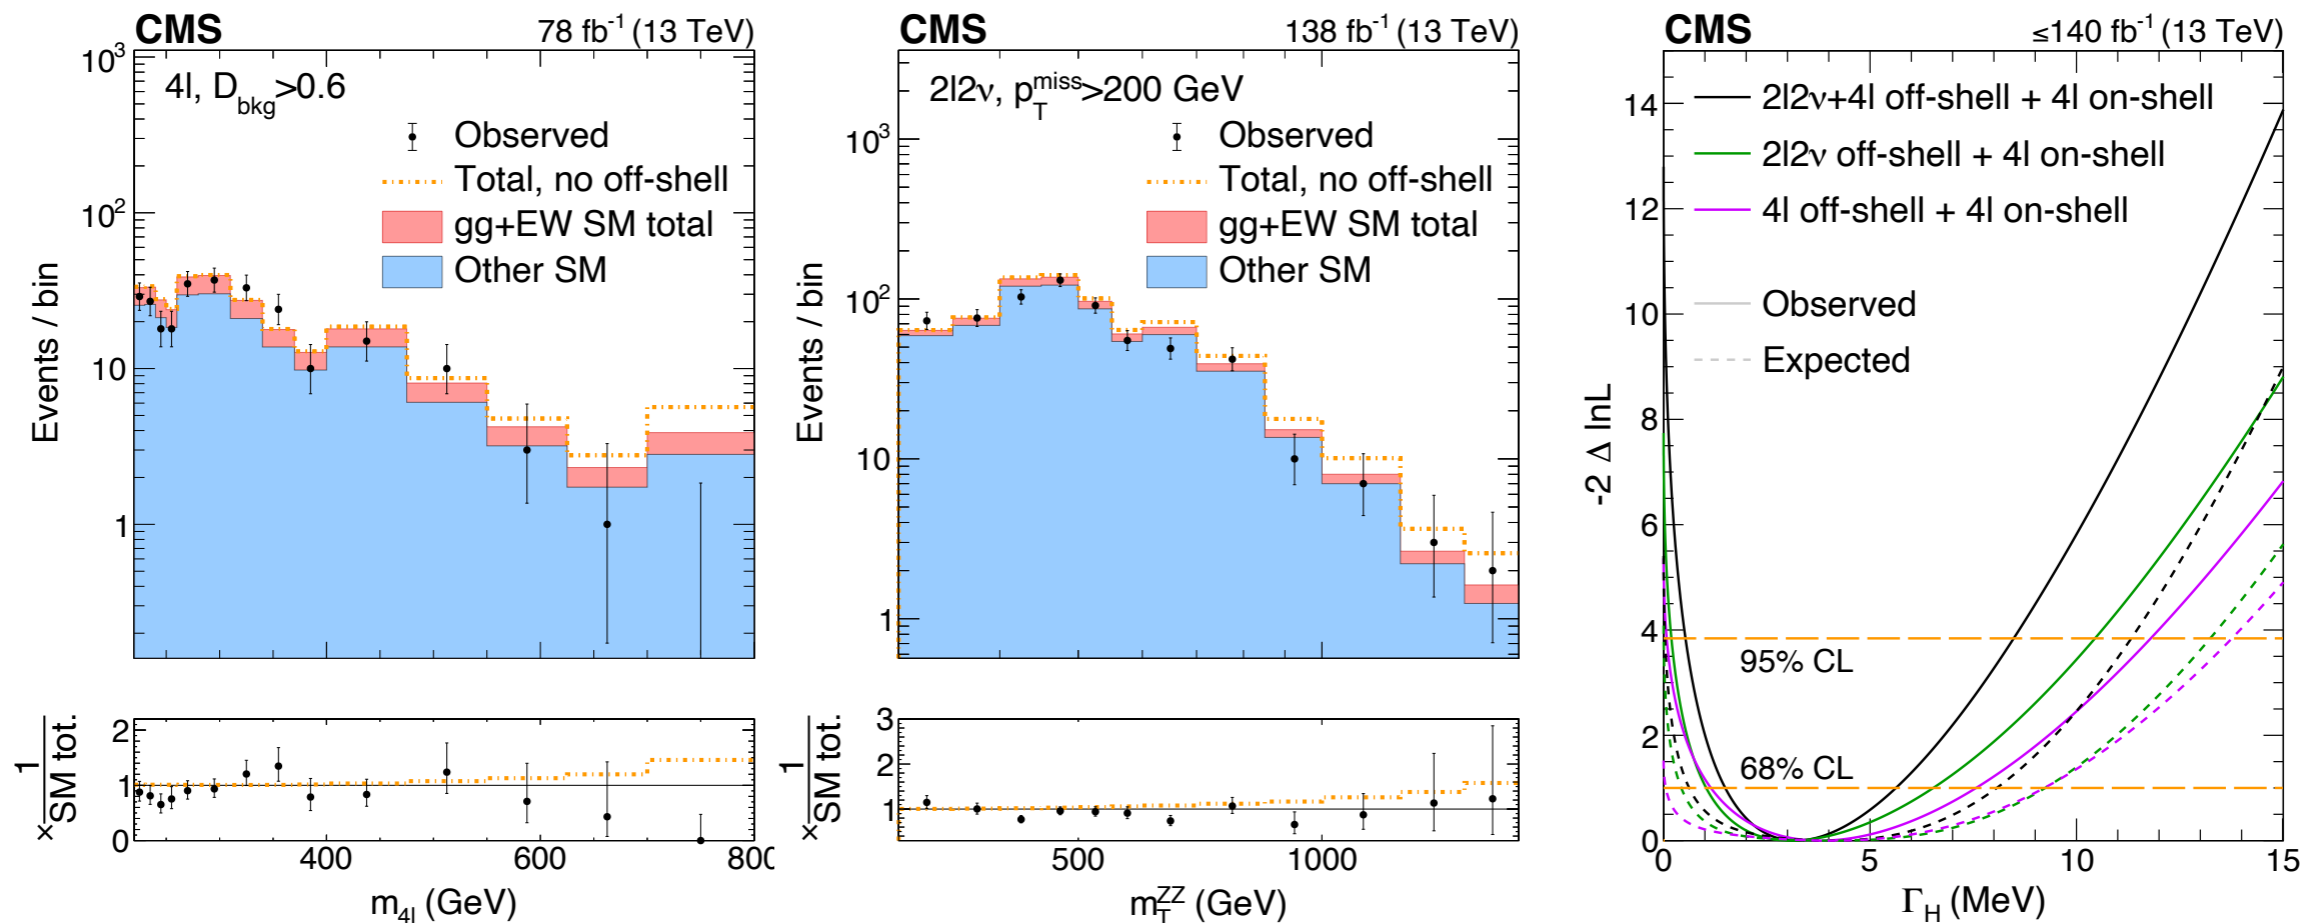 CMS 78 fb⁻¹ (13 TeV)
4l, D_bkg>0.6
Observed
Total, no off-shell
gg+EW SM total
Other SM
Events / bin
10³
10²
10
1
× 1/SM tot.
2
1
0
400 600 800
m_4l (GeV)
CMS 138 fb⁻¹ (13 TeV)
2l2ν, p_T^miss>200 GeV
Observed
Total, no off-shell
gg+EW SM total
Other SM
Events / bin
10³
10²
10
1
× 1/SM tot.
3
2
1
500 1000
m_T^ZZ (GeV)
CMS ≤140 fb⁻¹ (13 TeV)
2l2ν+4l off-shell + 4l on-shell
2l2ν off-shell + 4l on-shell
4l off-shell + 4l on-shell
Observed
Expected
95% CL
68% CL
-2 Δ lnL
14
12
10
8
6
4
2
0
0 5 10 15
Γ_H (MeV)